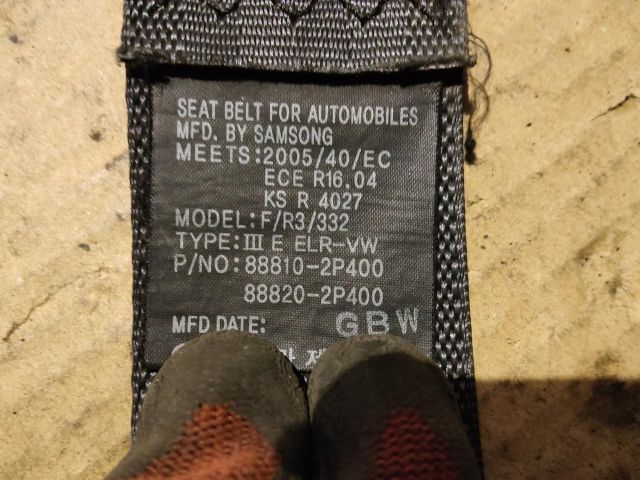 SEAT BELT FOR AUTOMOBILES
MFD. BY SAMSONG
MEETS:2005/40/EC
ECE R16.04
KS R 4027
MODEL:F/R3/332
TYPE:III E ELR-VW
P/NO:88810-2P400
88820-2P400
MFD DATE: GBW